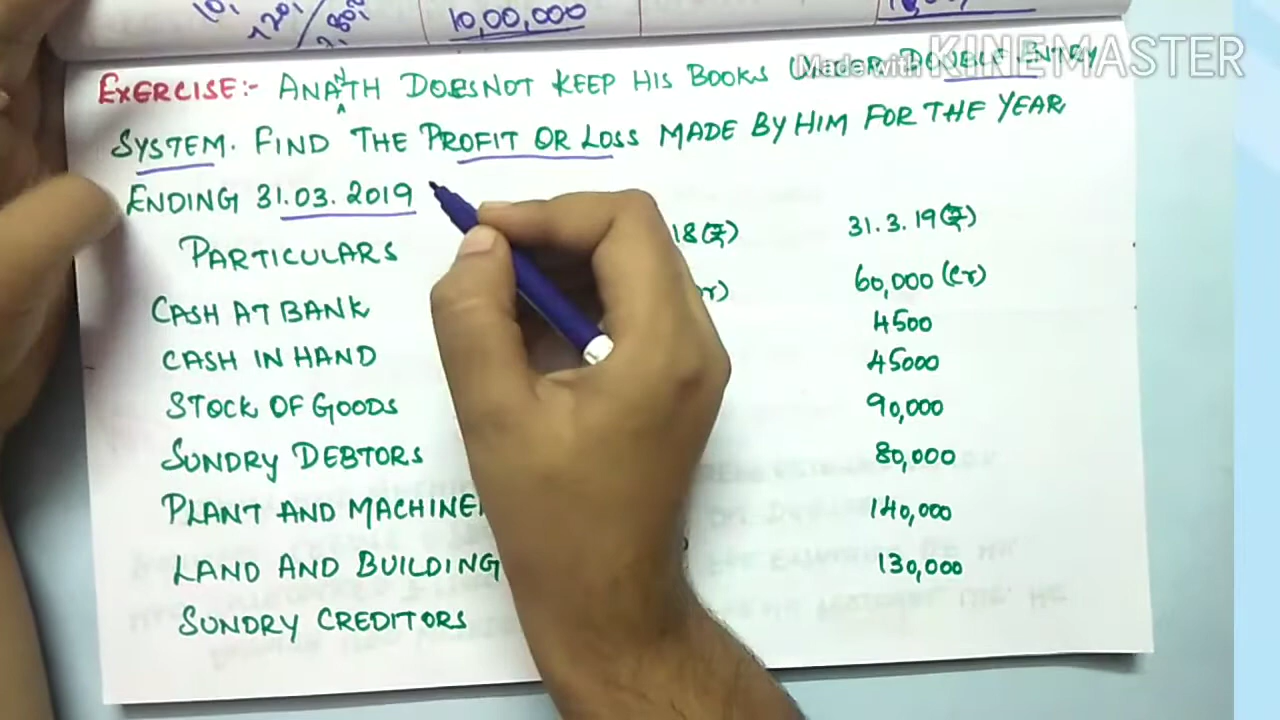 10,00,000
Made with KINEMASTER
EXERCISE:- ANANTH DOES NOT KEEP HIS BOOKS UNDER DOUBLE ENTRY
SYSTEM. FIND THE PROFIT OR LOSS MADE BY HIM FOR THE YEAR
ENDING 31.03.2019
PARTICULARS 18(₹) 31.3.19(₹)
CASH AT BANK 60,000 (Cr)
CASH IN HAND 4500
STOCK OF GOODS 45000
SUNDRY DEBTORS 90,000
PLANT AND MACHINE 80,000
LAND AND BUILDING 140,000
SUNDRY CREDITORS 130,000